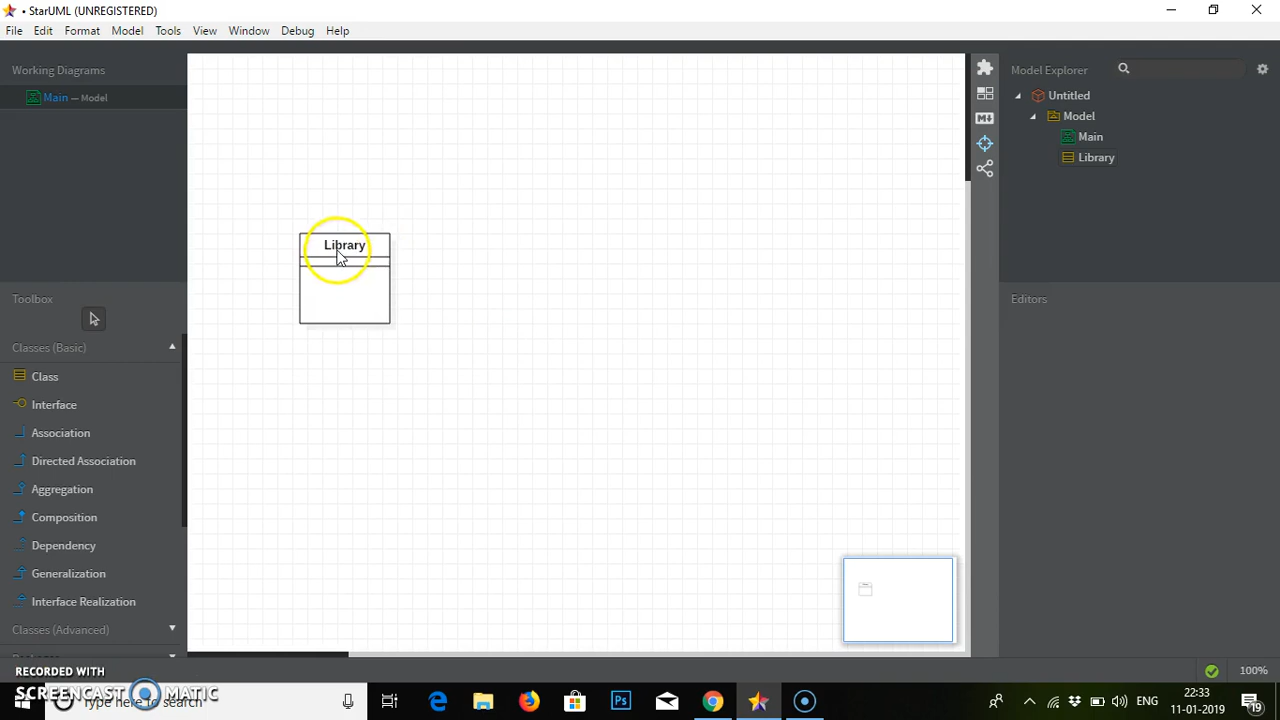 StarUML (UNREGISTERED)
File Edit Format Model Tools View Window Debug Help
Working Diagrams
Main — Model
Toolbox
Classes (Basic)
Class
Interface
Association
Directed Association
Aggregation
Composition
Dependency
Generalization
Interface Realization
Classes (Advanced)
Library
Model Explorer
Untitled
Model
Main
Library
Editors
100%
RECORDED WITH
SCREENCAST MATIC
Type here to search
Ps
ENG
22:33
11-01-2019
19